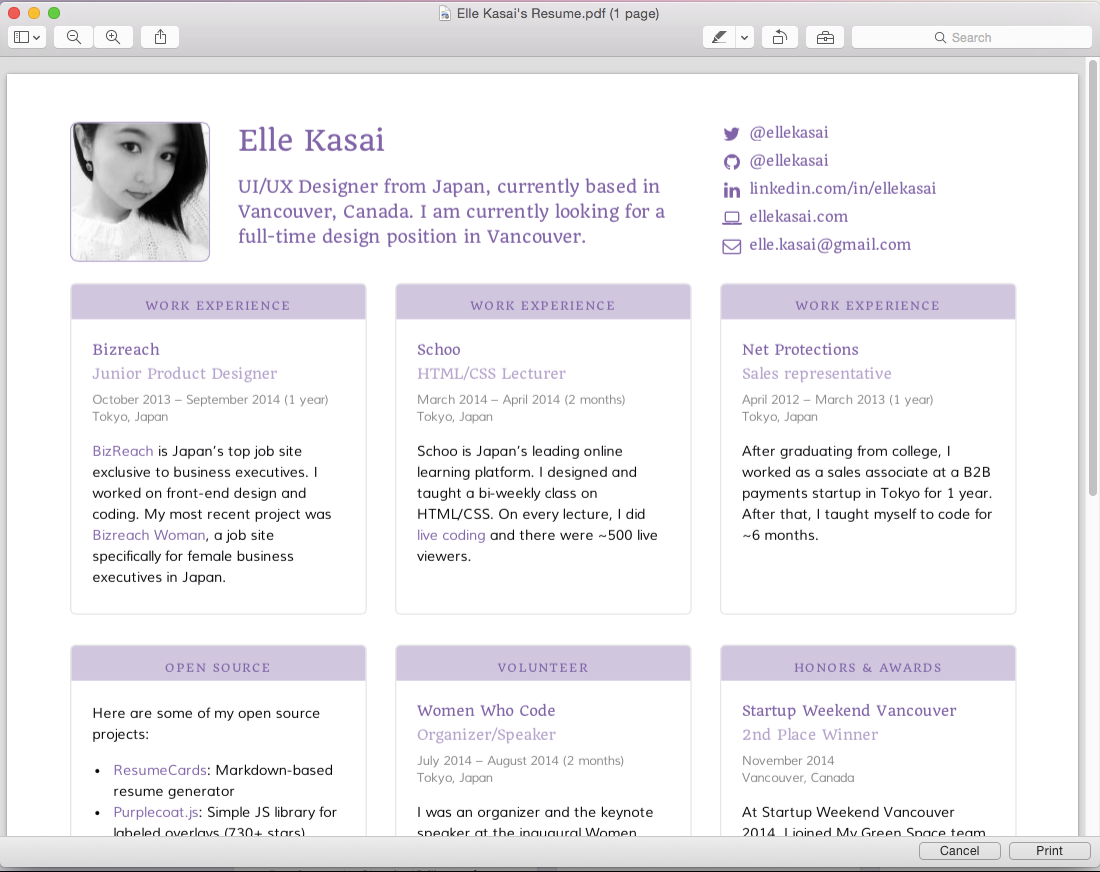 Elle Kasai's Resume.pdf (1 page)
Search
Elle Kasai
UI/UX Designer from Japan, currently based in
Vancouver, Canada. I am currently looking for a
full-time design position in Vancouver.
@ellekasai
@ellekasai
linkedin.com/in/ellekasai
ellekasai.com
elle.kasai@gmail.com
WORK EXPERIENCE
Bizreach
Junior Product Designer
October 2013 – September 2014 (1 year)
Tokyo, Japan
BizReach is Japan's top job site
exclusive to business executives. I
worked on front-end design and
coding. My most recent project was
Bizreach Woman, a job site
specifically for female business
executives in Japan.
WORK EXPERIENCE
Schoo
HTML/CSS Lecturer
March 2014 – April 2014 (2 months)
Tokyo, Japan
Schoo is Japan's leading online
learning platform. I designed and
taught a bi-weekly class on
HTML/CSS. On every lecture, I did
live coding and there were ~500 live
viewers.
WORK EXPERIENCE
Net Protections
Sales representative
April 2012 – March 2013 (1 year)
Tokyo, Japan
After graduating from college, I
worked as a sales associate at a B2B
payments startup in Tokyo for 1 year.
After that, I taught myself to code for
~6 months.
OPEN SOURCE
Here are some of my open source
projects:
• ResumeCards: Markdown-based
resume generator
• Purplecoat.js: Simple JS library for
labeled overlays (730+ stars)
VOLUNTEER
Women Who Code
Organizer/Speaker
July 2014 – August 2014 (2 months)
Tokyo, Japan
I was an organizer and the keynote
speaker at the inaugural Women
HONORS & AWARDS
Startup Weekend Vancouver
2nd Place Winner
November 2014
Vancouver, Canada
At Startup Weekend Vancouver
2014, I joined My Green Space team
Cancel
Print